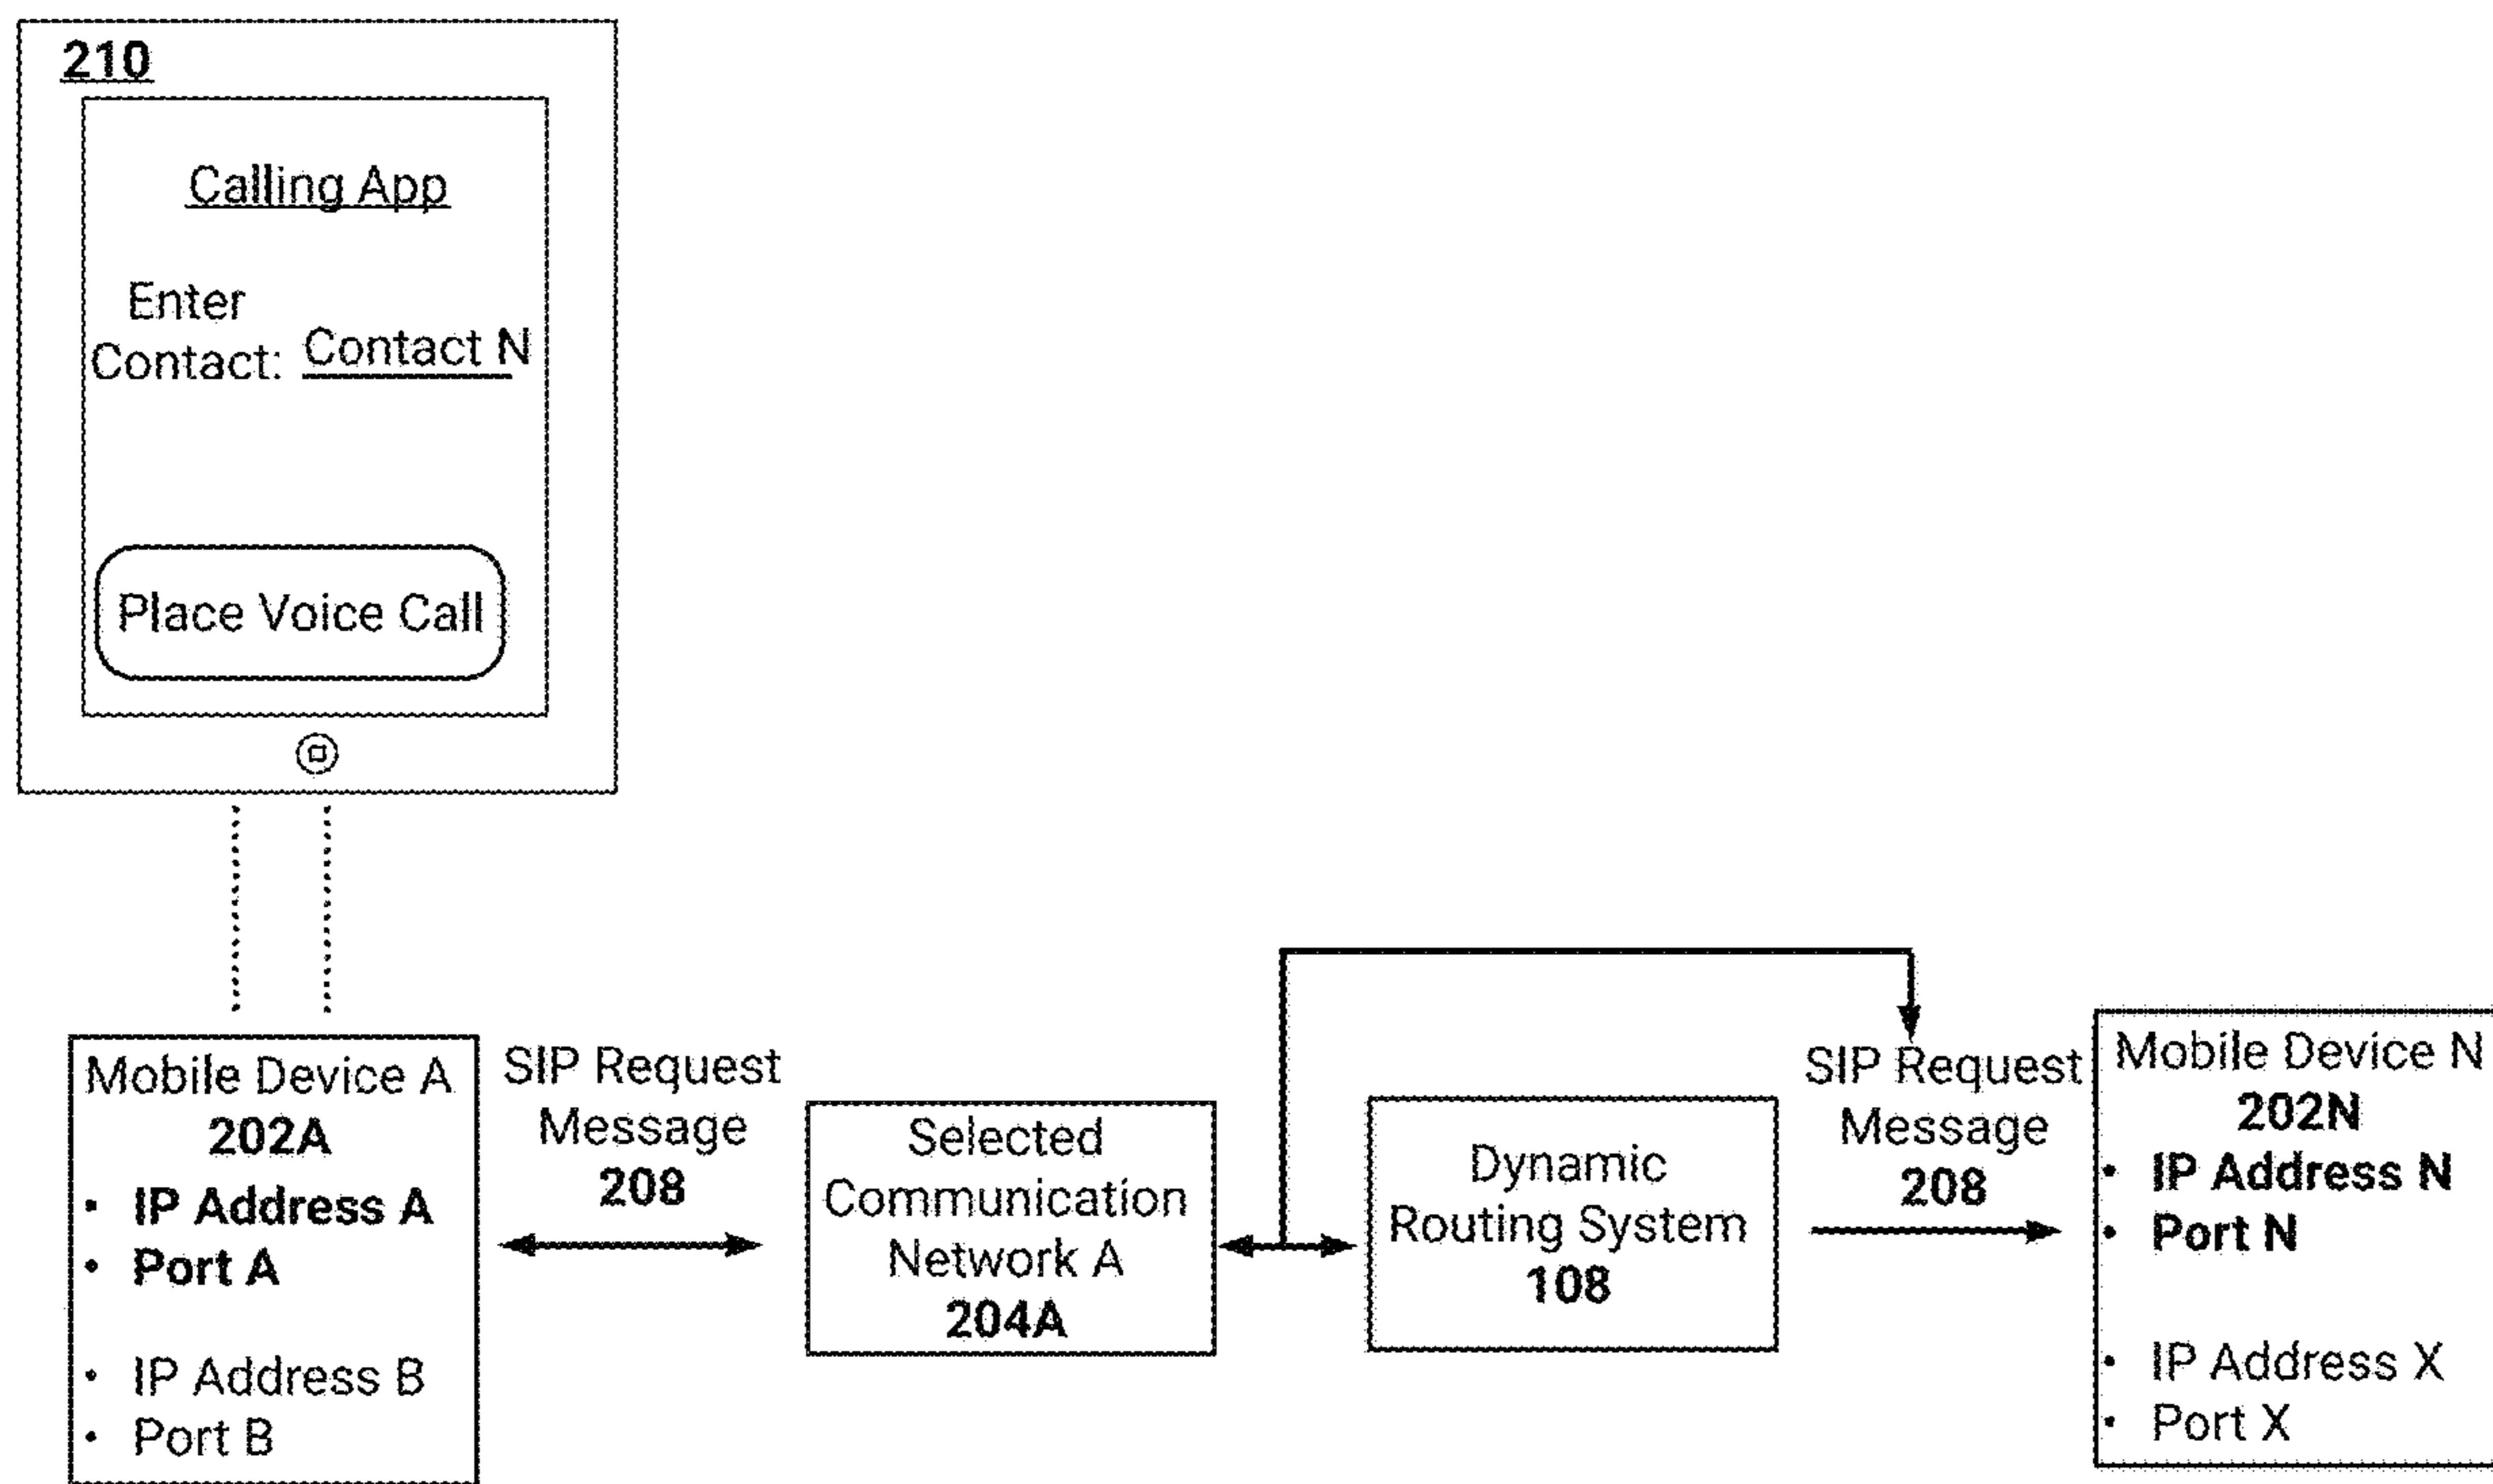 210
Calling App
Enter
Contact: Contact N
Place Voice Call
Mobile Device A
202A
• IP Address A
• Port A
• IP Address B
• Port B
SIP Request
Message
208
Selected
Communication
Network A
204A
Dynamic
Routing System
108
SIP Request
Message
208
Mobile Device N
202N
• IP Address N
• Port N
• IP Address X
• Port X